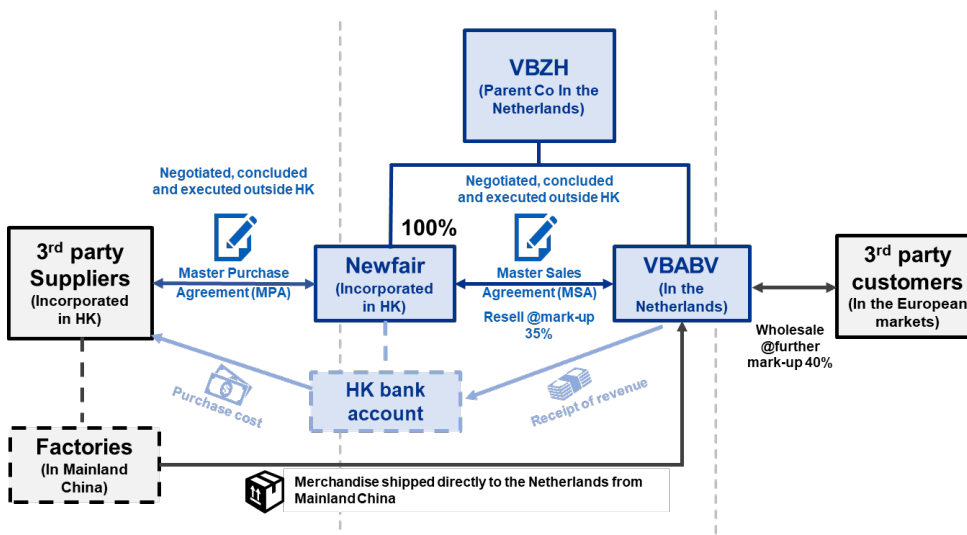 VBZH
(Parent Co In the
Netherlands)
Negotiated, concluded
and executed outside HK
Negotiated, concluded
and executed outside HK
100%
3rd party
Suppliers
(Incorporated
in HK)
Master Purchase
Agreement (MPA)
Newfair
(Incorporated
in HK)
Master Sales
Agreement (MSA)
Resell @mark-up
35%
VBABV
(In the
Netherlands)
3rd party
customers
(In the European
markets)
Wholesale
@further
mark-up 40%
Purchase cost
HK bank
account
Receipt of revenue
Factories
(In Mainland
China)
Merchandise shipped directly to the Netherlands from
Mainland China